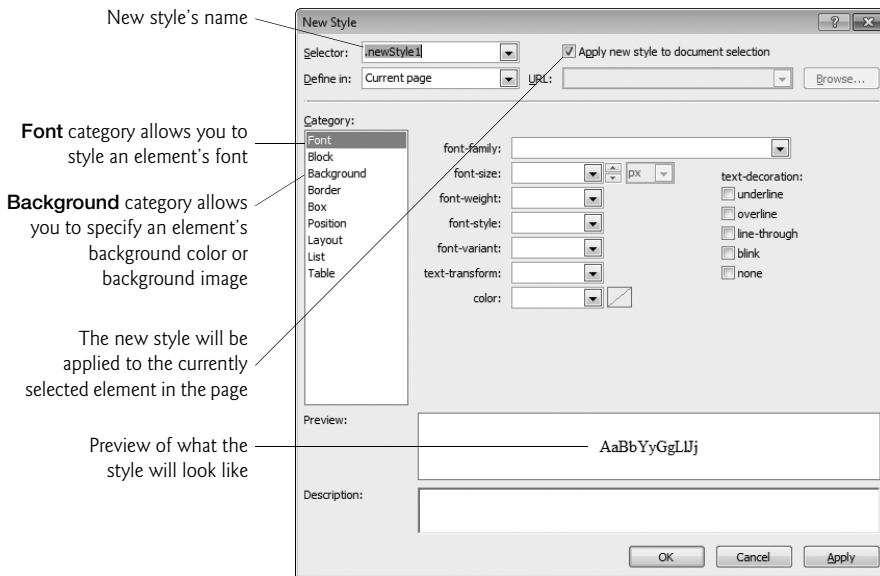 New style's name
New Style
Selector: .newStyle1 Apply new style to document selection
Define in: Current page URL: Browse...
Category:
Font category allows you to
style an element's font
Background category allows
you to specify an element's
background color or
background image
The new style will be
applied to the currently
selected element in the page
Font
Block
Background
Border
Box
Position
Layout
List
Table
font-family:
font-size: px
font-weight:
font-style:
font-variant:
text-transform:
color:
text-decoration:
underline
overline
line-through
blink
none
Preview:
Preview of what the
style will look like
AaBbYyGgLlJj
Description:
OK Cancel Apply